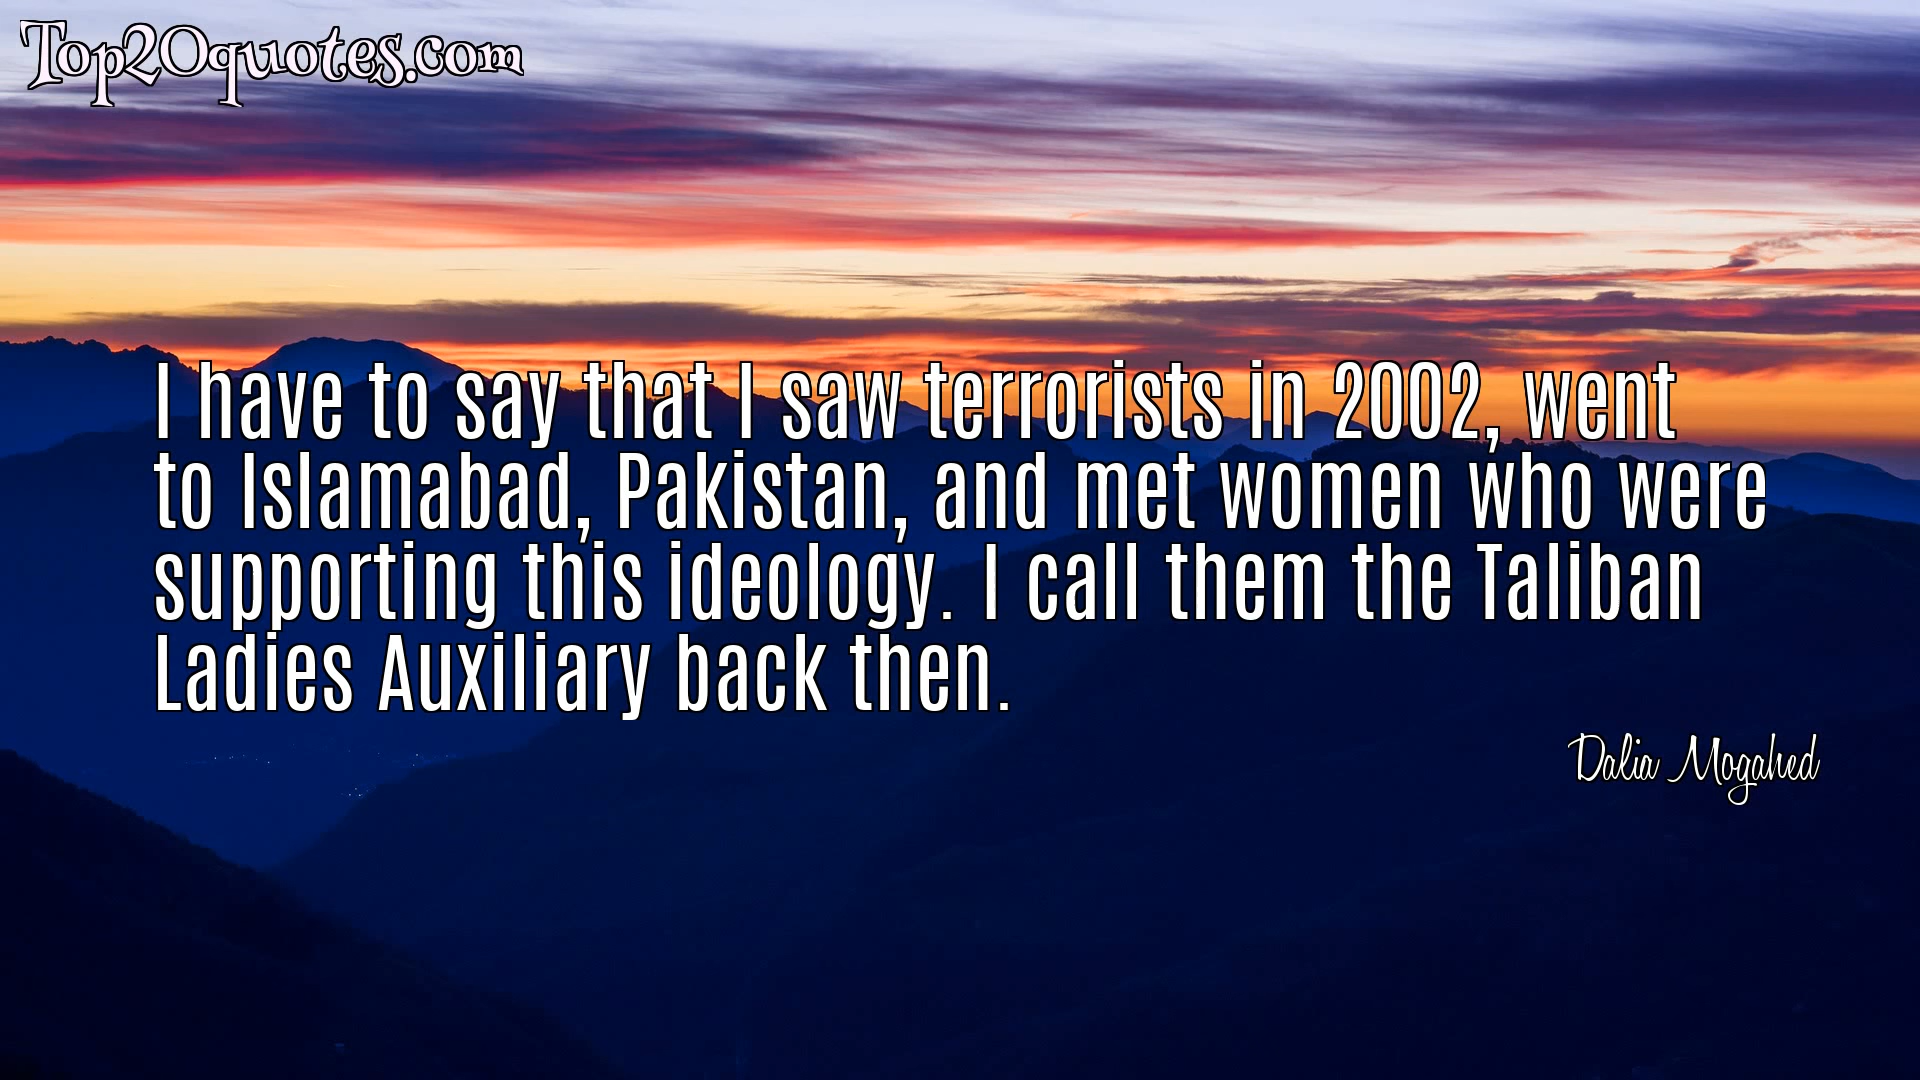 Top20quotes.com
I have to say that I saw terrorists in 2002, went
to Islamabad, Pakistan, and met women who were
supporting this ideology. I call them the Taliban
Ladies Auxiliary back then.
Dalia Mogahed